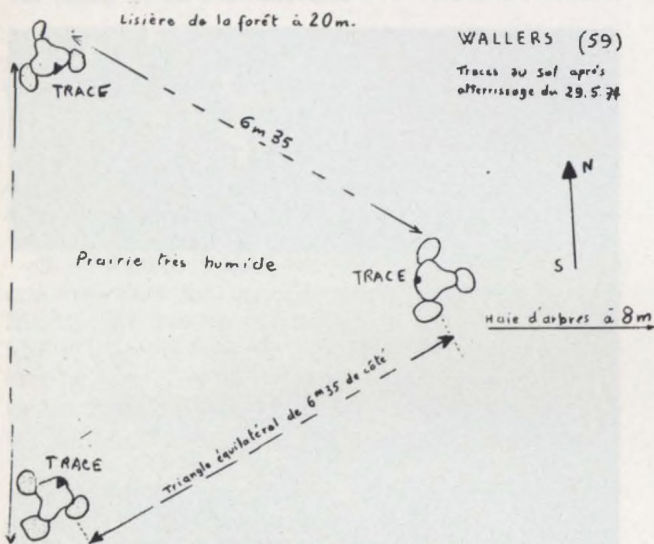 Lisière de la forêt à 20m.
WALLERS (59)
Traces au sol après
atterrissage du 29.5.74
TRACE
6m35
N
S
Prairie très humide
TRACE
Haie d'arbres à 8m
Triangle équilatéral de 6m35 de côté
TRACE